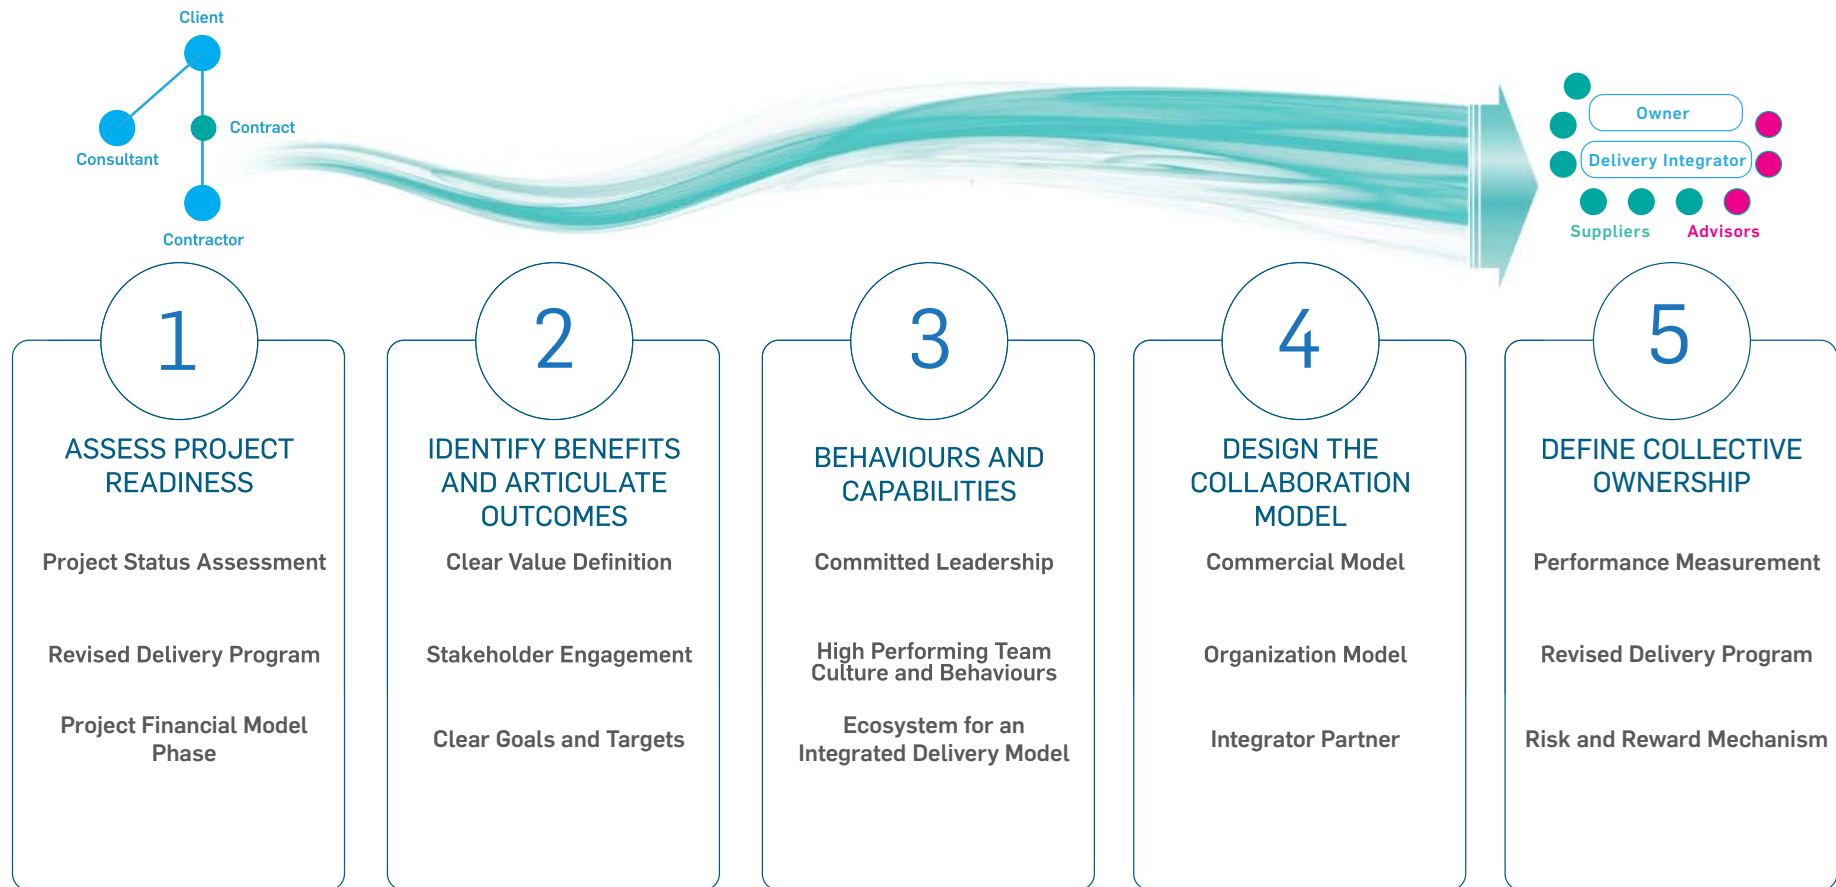 Client
Contract
Consultant
Contractor
Owner
Delivery Integrator
Suppliers
Advisors
1
ASSESS PROJECT
READINESS
Project Status Assessment
Revised Delivery Program
Project Financial Model
Phase
2
IDENTIFY BENEFITS
AND ARTICULATE
OUTCOMES
Clear Value Definition
Stakeholder Engagement
Clear Goals and Targets
3
BEHAVIOURS AND
CAPABILITIES
Committed Leadership
High Performing Team
Culture and Behaviours
Ecosystem for an
Integrated Delivery Model
4
DESIGN THE
COLLABORATION
MODEL
Commercial Model
Organization Model
Integrator Partner
5
DEFINE COLLECTIVE
OWNERSHIP
Performance Measurement
Revised Delivery Program
Risk and Reward Mechanism